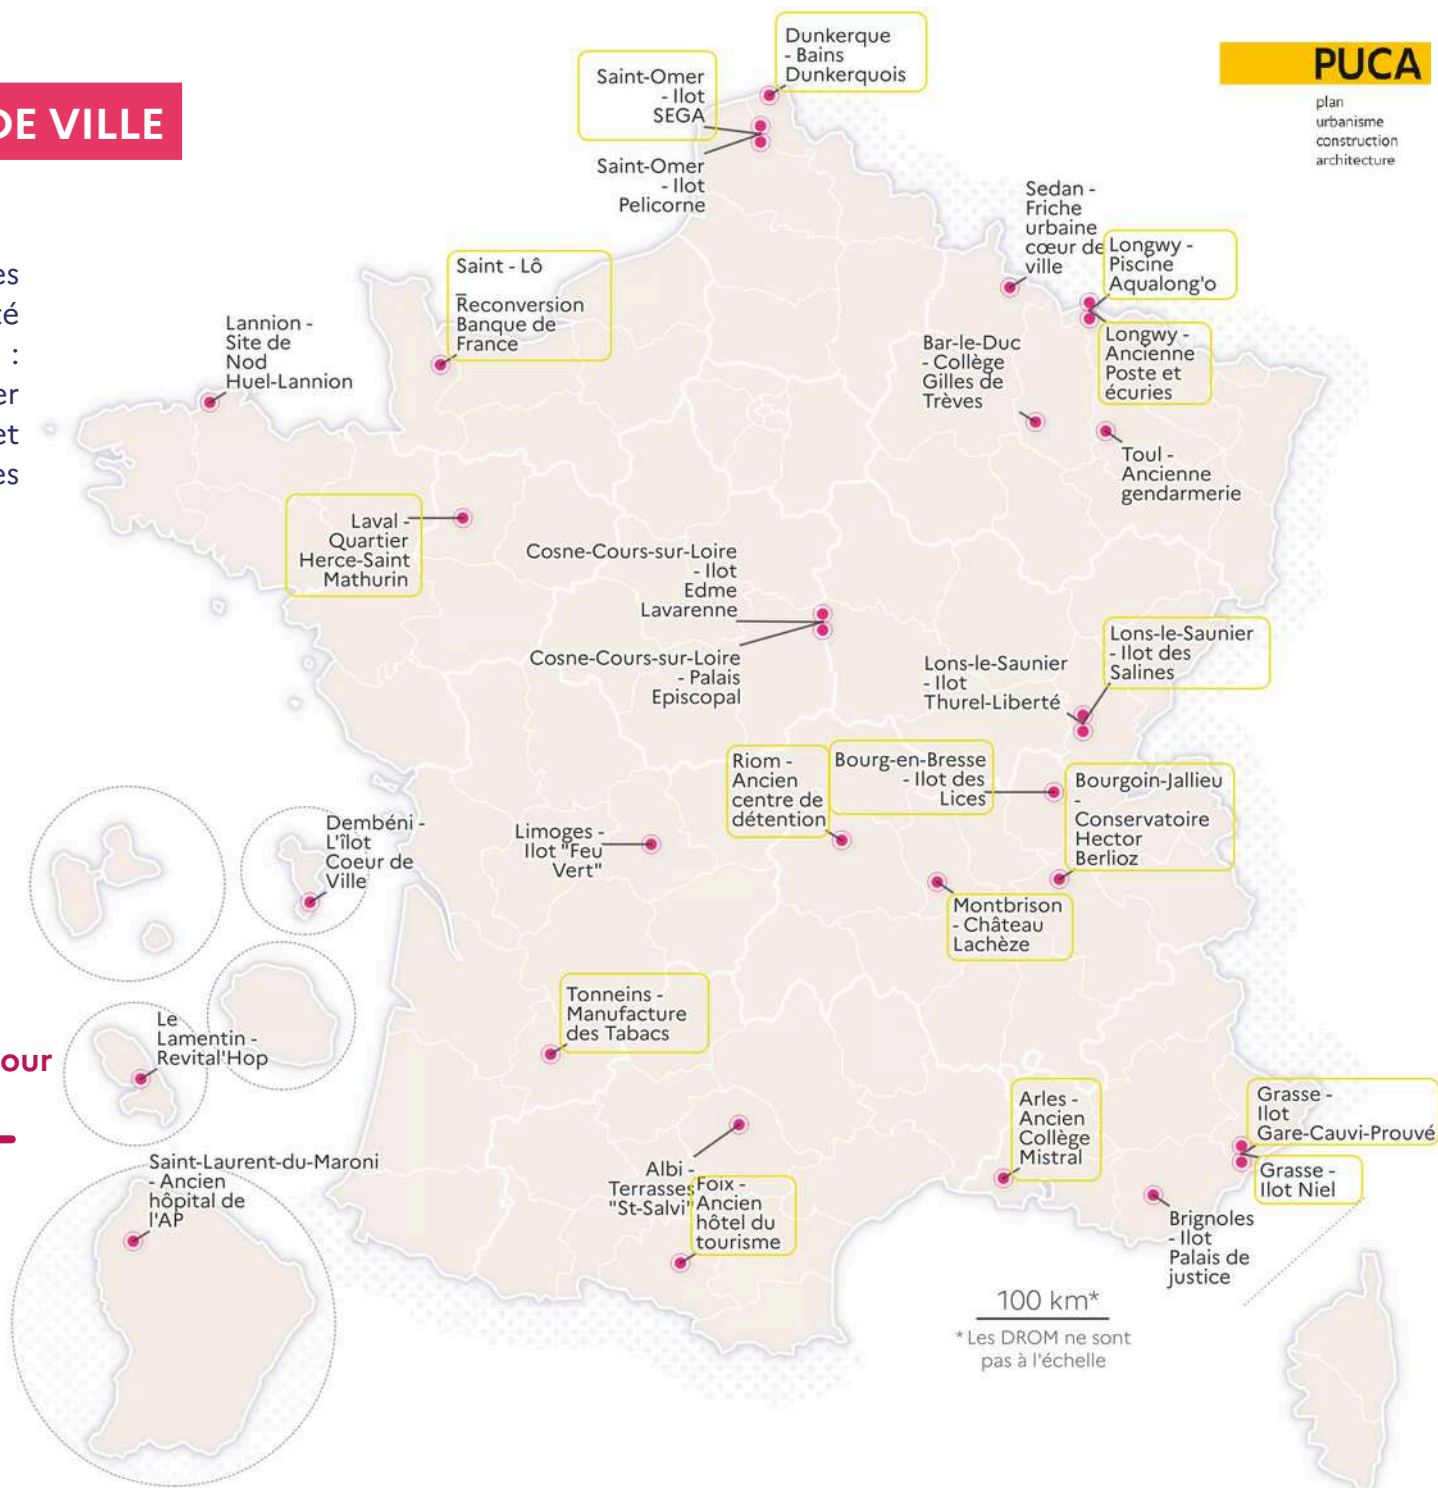 DE VILLE
PUCA
plan
urbanisme
construction
architecture
es
té
:
er
et
es
our
Dunkerque
- Bains
Dunkerquois
Saint-Omer
- Ilot
SEGA
Saint-Omer
- Ilot
Pelicorne
Sedan -
Friche
urbaine
cœur de
ville
Longwy -
Piscine
Aqualong'o
Longwy -
Ancienne
Poste et
écuries
Saint - Lô
-
Reconversion
Banque de
France
Lannion -
Site de
Nod
Huel-Lannion
Bar-le-Duc
- Collège
Gilles de
Trèves
Toul -
Ancienne
gendarmerie
Laval -
Quartier
Herce-Saint
Mathurin
Cosne-Cours-sur-Loire
- Ilot
Edme
Lavarenne
Cosne-Cours-sur-Loire
- Palais
Episcopal
Lons-le-Saunier
- Ilot des
Salines
Lons-le-Saunier
- Ilot
Thurel-Liberté
Riom -
Ancien
centre de
détention
Bourg-en-Bresse
- Ilot des
Lices
Bourgoin-Jallieu
-
Conservatoire
Hector
Berlioz
Dembéni -
L'îlot
Coeur de
Ville
Limoges -
Ilot "Feu
Vert"
Montbrison
- Château
Lachèze
Tonneins -
Manufacture
des Tabacs
Le
Lamentin -
Revital'Hop
Arles -
Ancien
Collège
Mistral
Grasse -
Ilot
Gare-Cauvi-Prouvé
Grasse -
Ilot Niel
Saint-Laurent-du-Maroni
- Ancien
hôpital de
l'AP
Albi -
Terrasses
"St-Salvi"
Foix -
Ancien
hôtel du
tourisme
Brignoles
- Ilot
Palais de
justice
100 km*
* Les DROM ne sont
pas à l'échelle